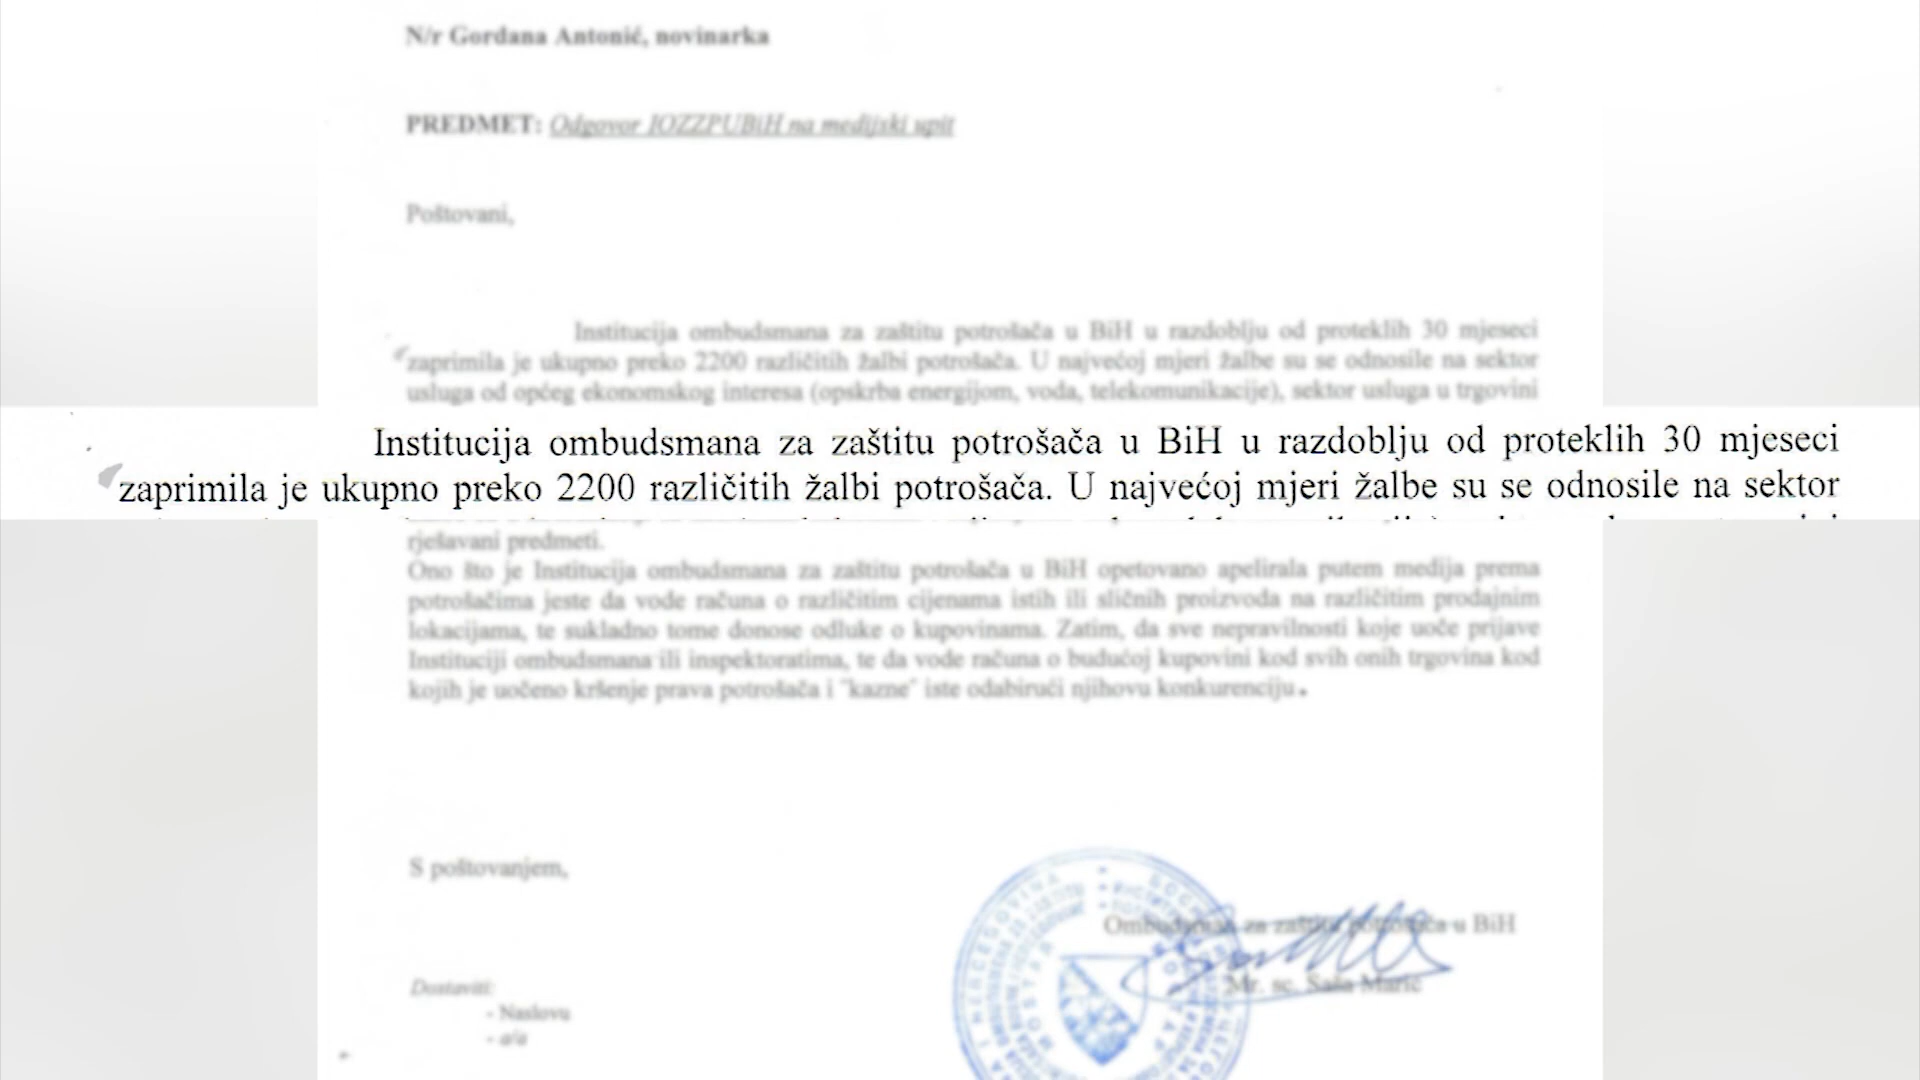 N/r Gordana Antonić, novinarka
PREDMET: Odgovor IOZZPUBiH na medijski upit
Poštovani,
Institucija ombudsmana za zaštitu potrošača u BiH u razdoblju od proteklih 30 mjeseci
zaprimila je ukupno preko 2200 različitih žalbi potrošača. U najvećoj mjeri žalbe su se odnosile na sektor
usluga od općeg ekonomskog interesa (opskrba energijom, voda, telekomunikacije), sektor usluga u trgovini
Institucija ombudsmana za zaštitu potrošača u BiH u razdoblju od proteklih 30 mjeseci
zaprimila je ukupno preko 2200 različitih žalbi potrošača. U najvećoj mjeri žalbe su se odnosile na sektor
rješavani predmeti.
Ono što je Institucija ombudsmana za zaštitu potrošača u BiH opetovano apelirala putem medija prema
potrošačima jeste da vode računa o različitim cijenama istih ili sličnih proizvoda na različitim prodajnim
lokacijama, te sukladno tome donose odluke o kupovinama. Zatim, da sve nepravilnosti koje uoče prijave
Instituciji ombudsmana ili inspektoratima, te da vode računa o budućoj kupovini kod svih onih trgovina kod
kojih je uočeno kršenje prava potrošača i "kazne" iste odabirući njihovu konkurenciju.
S poštovanjem,
Ombudsman za zaštitu potrošača u BiH
Mr. sc. Saša Marić
Dostaviti:
- Naslovu
- a/a